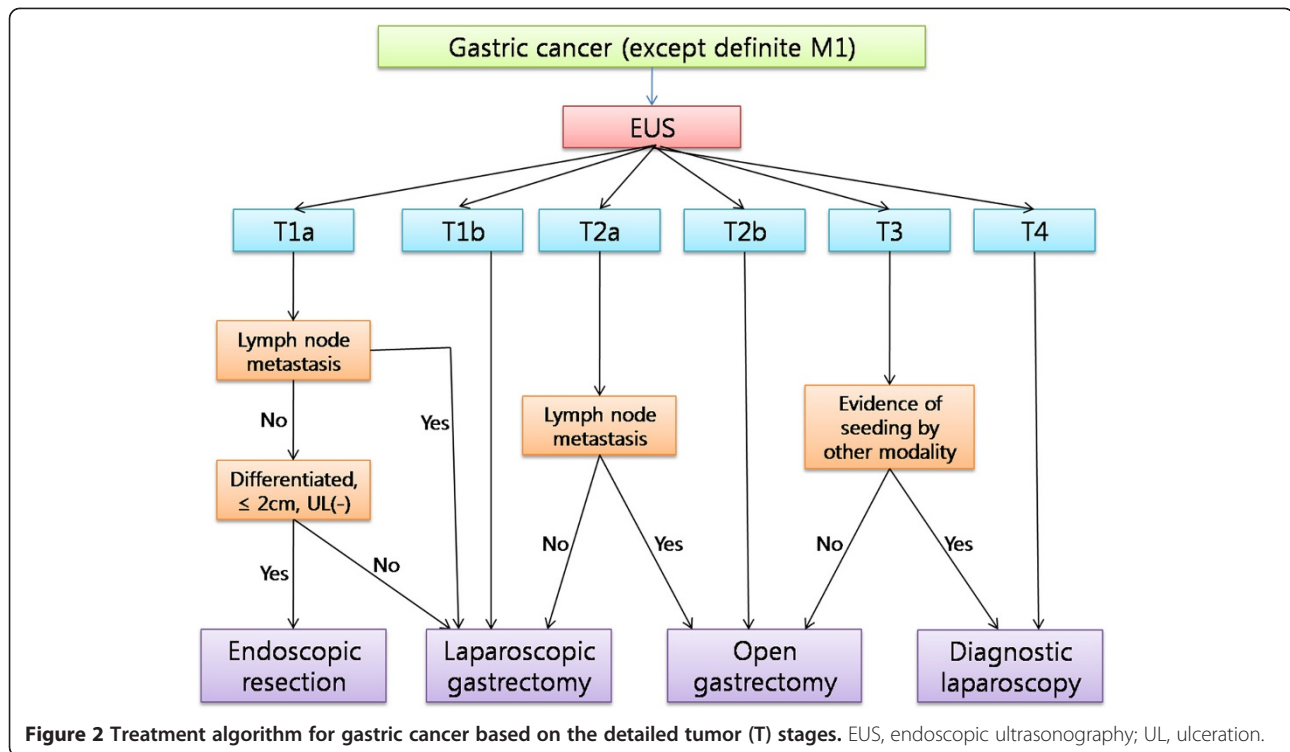 Gastric cancer (except definite M1)
EUS
T1a
T1b
T2a
T2b
T3
T4
Lymph node
metastasis
No
Yes
Differentiated,
≤ 2cm, UL(-)
Yes
No
Lymph node
metastasis
No
Yes
Evidence of
seeding by
other modality
No
Yes
Endoscopic
resection
Laparoscopic
gastrectomy
Open
gastrectomy
Diagnostic
laparoscopy
Figure 2 Treatment algorithm for gastric cancer based on the detailed tumor (T) stages. EUS, endoscopic ultrasonography; UL, ulceration.